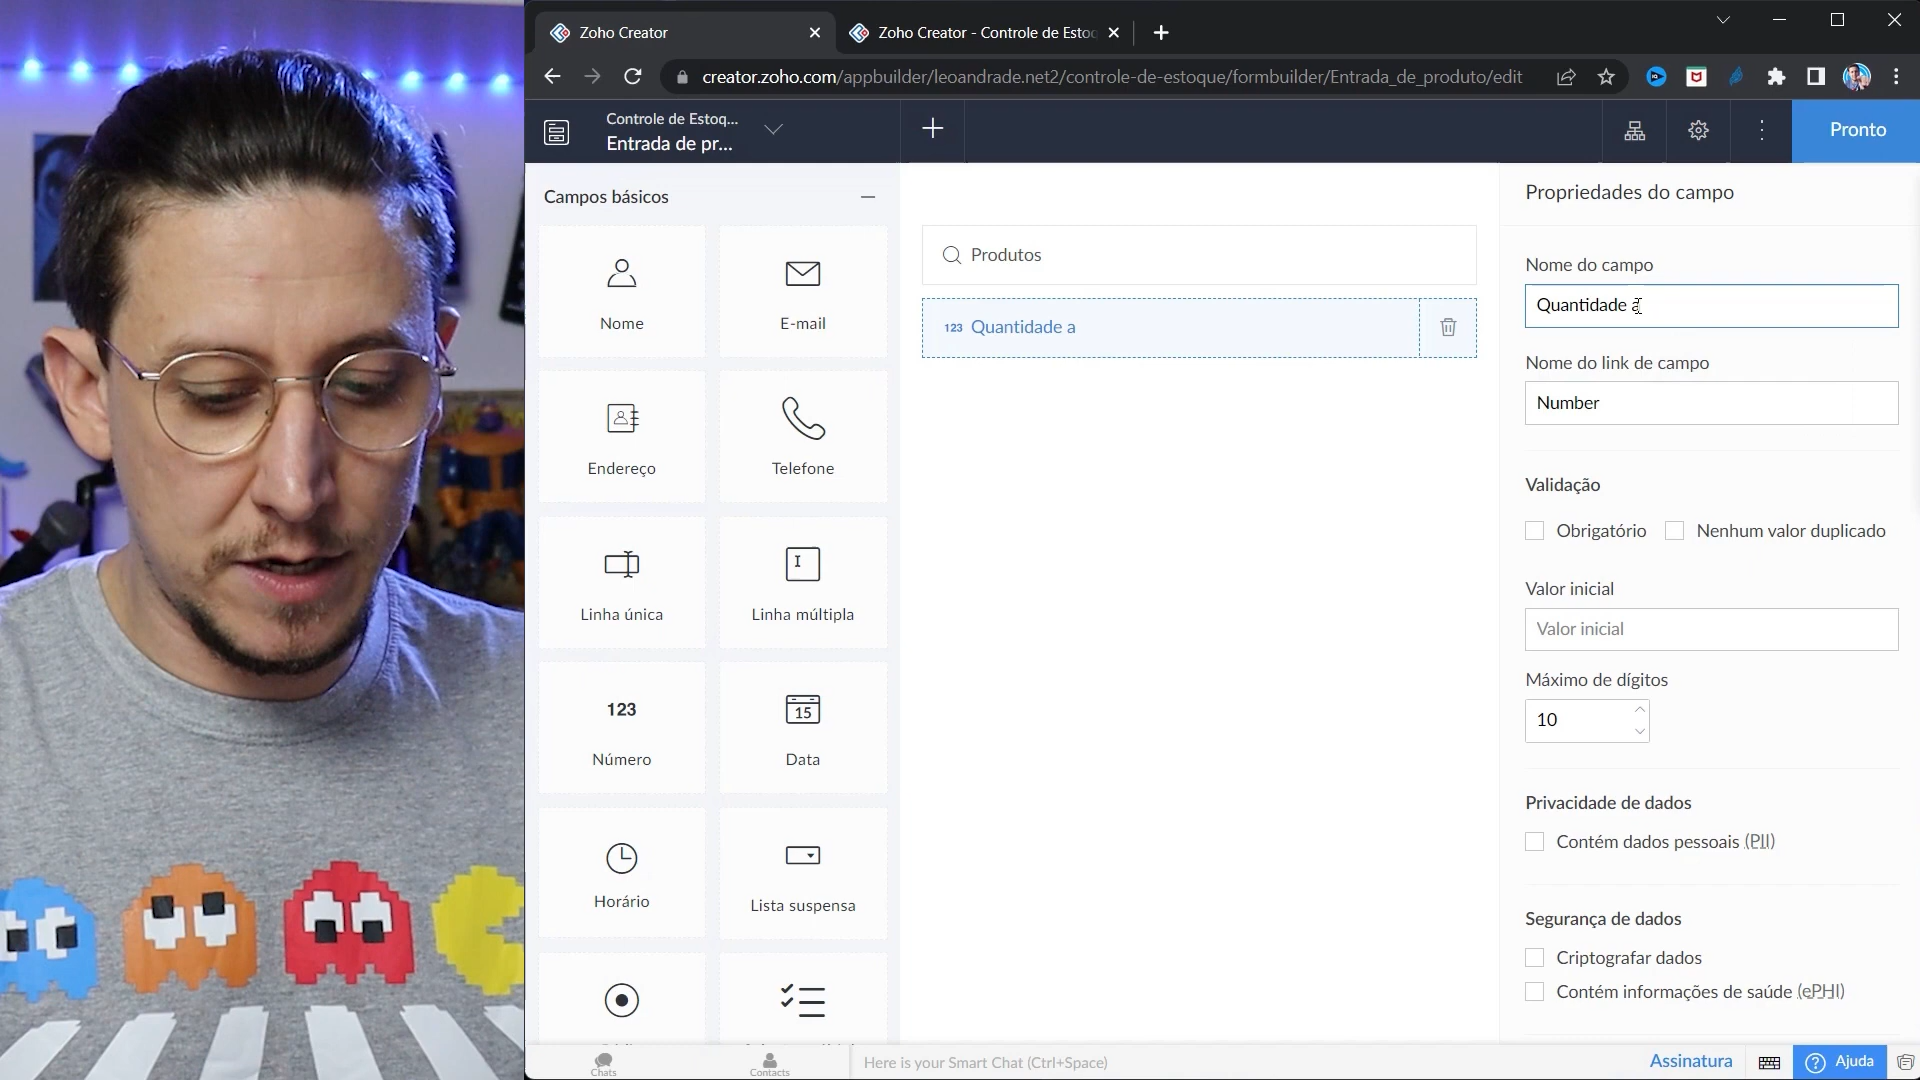 Zoho Creator
Zoho Creator - Controle de Estoq
creator.zoho.com/appbuilder/leoandrade.net2/controle-de-estoque/formbuilder/Entrada_de_produto/edit
Controle de Estoq...
Entrada de pr...
Pronto
Campos básicos
Nome
E-mail
Endereço
Telefone
Linha única
Linha múltipla
123
Número
15
Data
Horário
Lista suspensa
Produtos
123 Quantidade a
Propriedades do campo
Nome do campo
Quantidade a
Nome do link de campo
Number
Validação
Obrigatório
Nenhum valor duplicado
Valor inicial
Valor inicial
Máximo de dígitos
10
Privacidade de dados
Contém dados pessoais (PII)
Segurança de dados
Criptografar dados
Contém informações de saúde (ePHI)
Chats
Contacts
Here is your Smart Chat (Ctrl+Space)
Assinatura
Ajuda